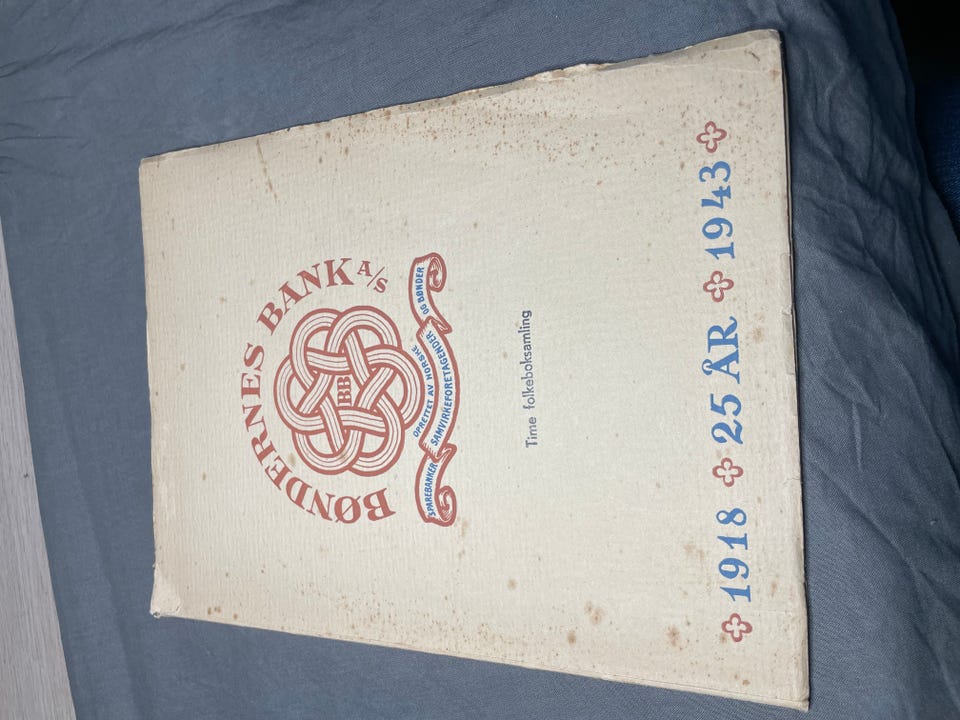 BØNDERNES BANK A/S
BB
OPRETTET AV NORSKE
SPAREBANKER SAMVIRKEFORETAGENDER OG BØNDER
Time folkeboksamling
1918 25 ÅR 1943